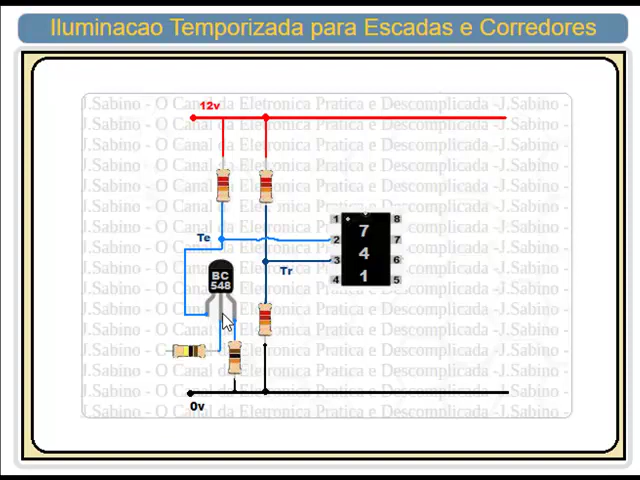 Iluminacao Temporizada para Escadas e Corredores
J.Sabino - O Canal da Eletronica Pratica e Descomplicada -J.Sabino -
12v
1 8
7
Te 2 7
4
3 6
Tr
1
4 5
BC
548
0v